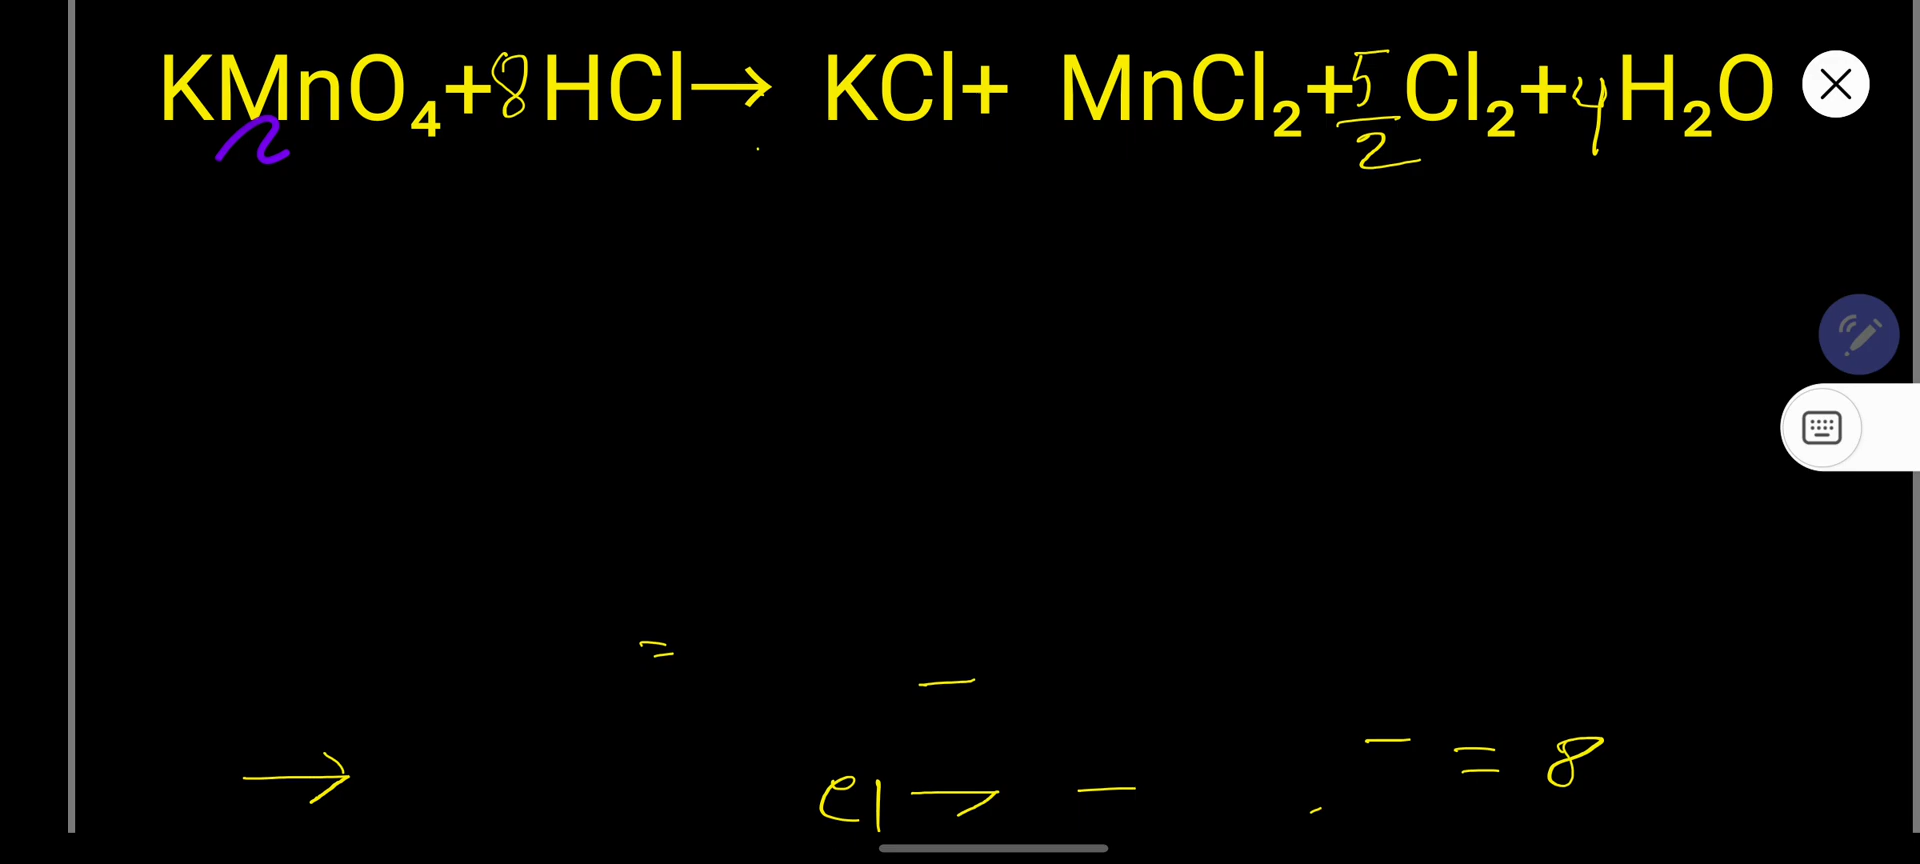 KMnO₄+8HCl→ KCl+ MnCl₂+5/2Cl₂+4H₂O
=
-
- = 8
→ Cl → -